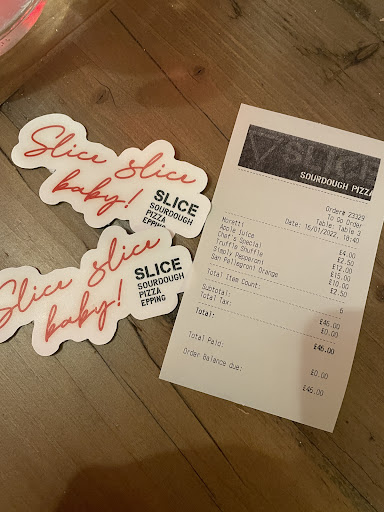 Slice slice
baby!
SLICE
SOURDOUGH
PIZZA
EPPING
Slice slice
baby!
SLICE
SOURDOUGH
PIZZA
EPPING
SLICE
SOURDOUGH PIZZA
Order# 23329
To Go Order
Table: Table 3
Date: 16/01/2022, 18:40
Moretti £4.00
Apple Juice £2.50
Chef's Special £12.00
Truffle Shuffle £15.00
Simply Pepperoni £10.00
San Pellegrini Orange £2.50
Total Item Count: 6
Subtotal: £46.00
Total Tax: £0.00
Total: £46.00
Total Paid: £0.00
Order Balance due: £46.00